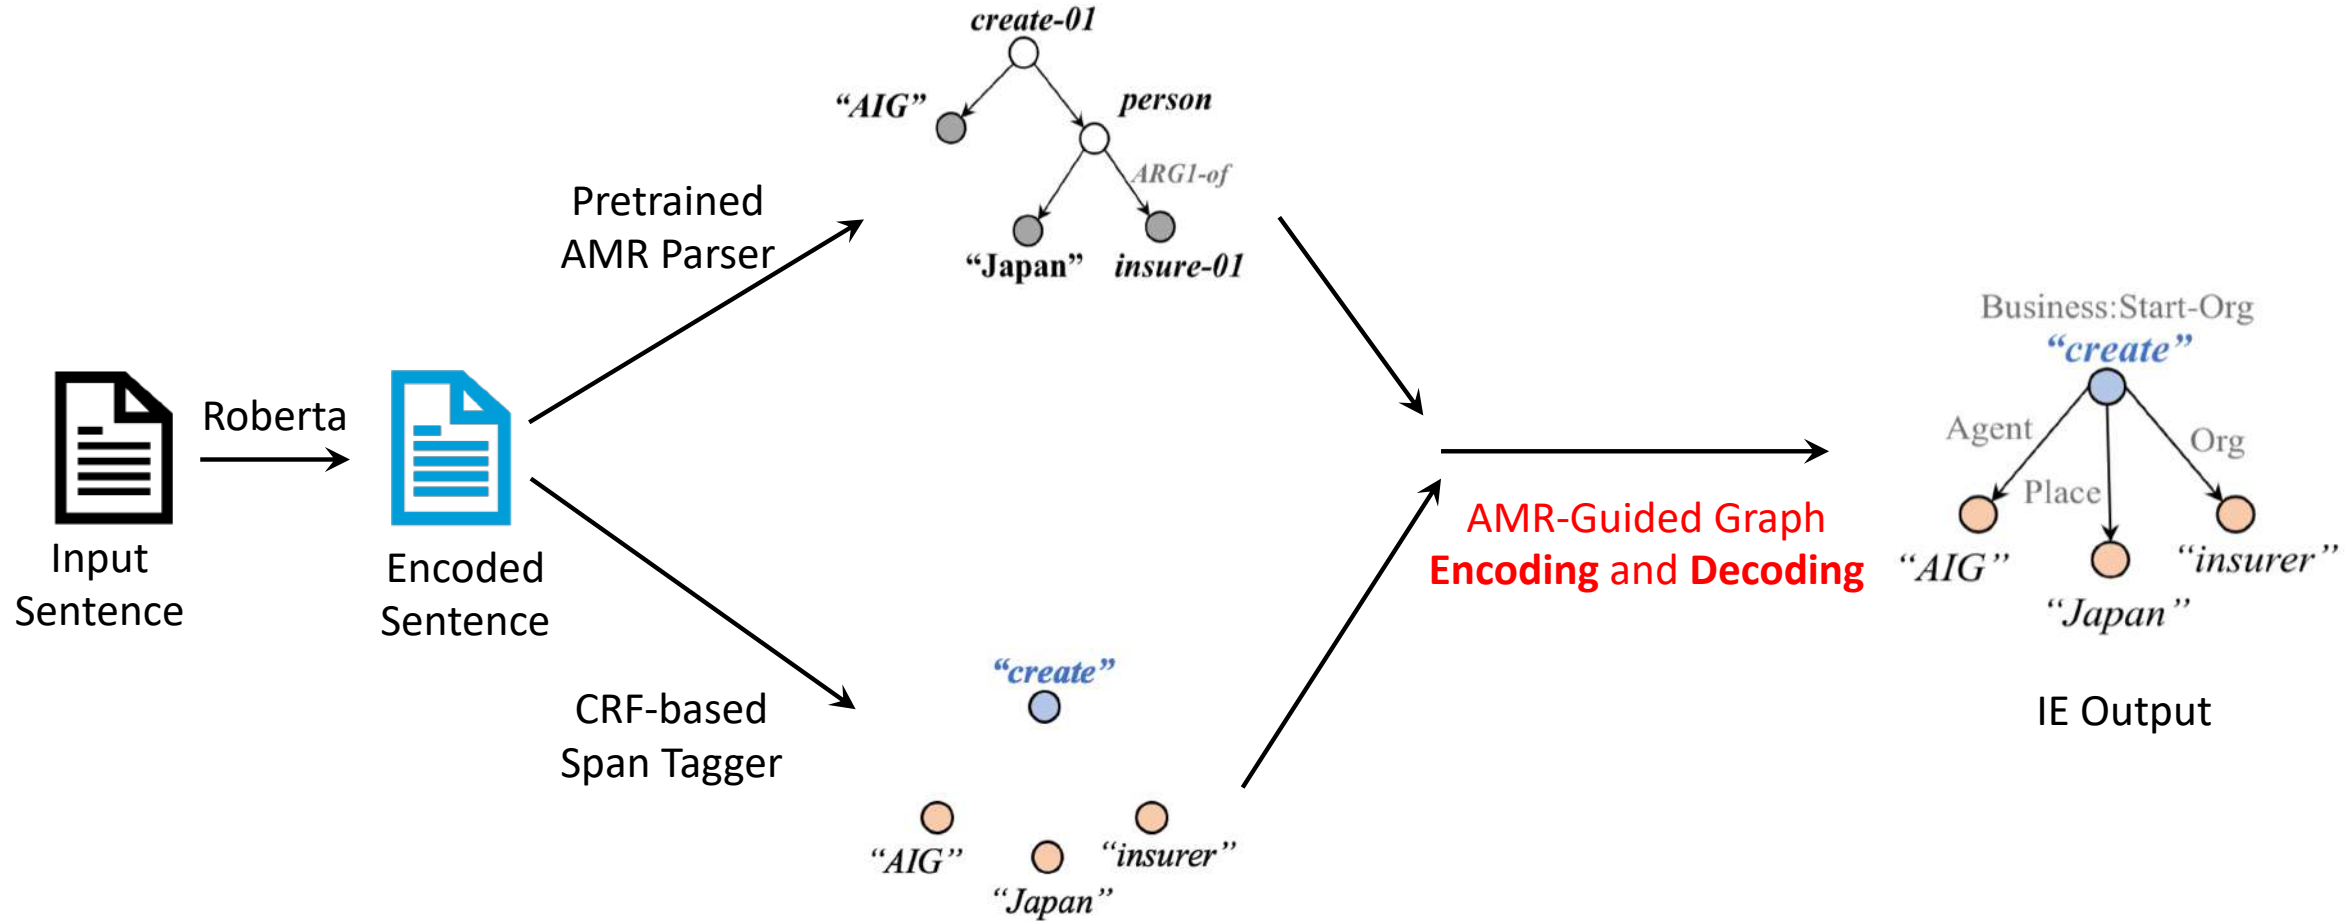 Input
Sentence
Roberta
Encoded
Sentence
Pretrained
AMR Parser
create-01
“AIG”
person
ARG1-of
“Japan”
insure-01
CRF-based
Span Tagger
“create”
“AIG”
“insurer”
“Japan”
AMR-Guided Graph
Encoding and Decoding
Business:Start-Org
“create”
Agent
Org
Place
“AIG”
“insurer”
“Japan”
IE Output